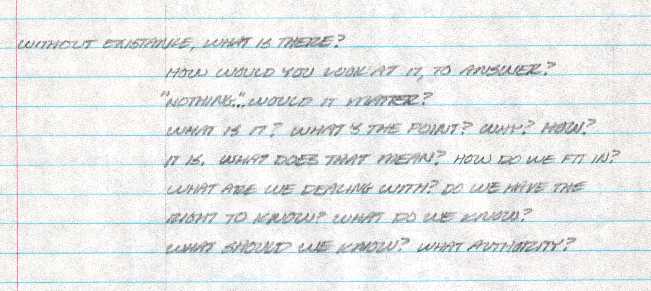 WITHOUT EXISTANCE, WHAT IS THERE?
HOW WOULD YOU LOOK AT IT, TO ANSWER?
"NOTHING." WOULD IT MATTER?
WHAT IS IT? WHAT'S THE POINT? WHY? HOW?
IT IS. WHAT DOES THAT MEAN? HOW DO WE FIT IN?
WHAT ARE WE DEALING WITH? DO WE HAVE THE
RIGHT TO KNOW? WHAT DO WE KNOW?
WHAT SHOULD WE KNOW? WHAT AUTHORITY?